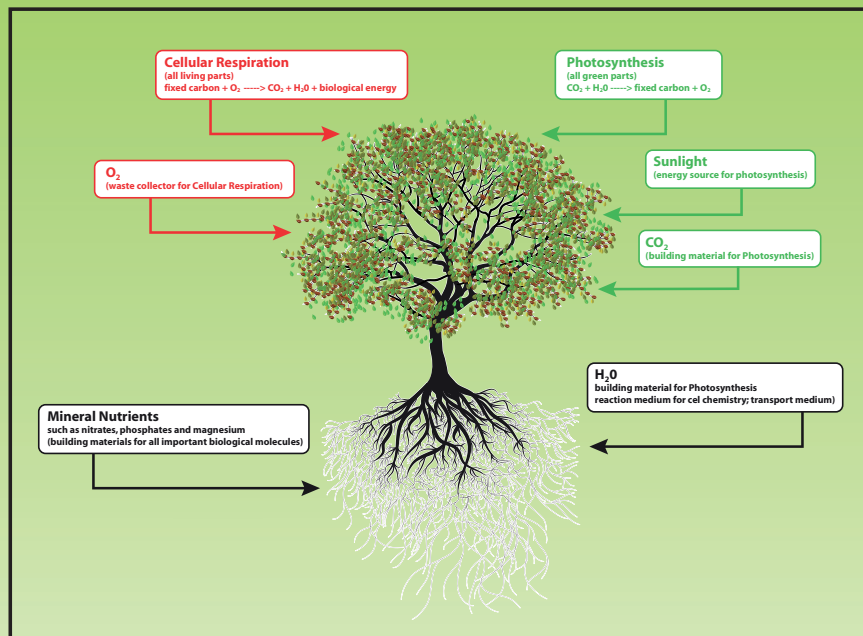 Cellular Respiration
(all living parts)
fixed carbon + O₂ -----> CO₂ + H₂0 + biological energy
Photosynthesis
(all green parts)
CO₂ + H₂0 -----> fixed carbon + O₂
O₂
(waste collector for Cellular Respiration)
Sunlight
(energy source for photosynthesis)
CO₂
(building material for Photosynthesis)
H₂0
building material for Photosynthesis
reaction medium for cel chemistry; transport medium)
Mineral Nutrients
such as nitrates, phosphates and magnesium
(building materials for all important biological molecules)